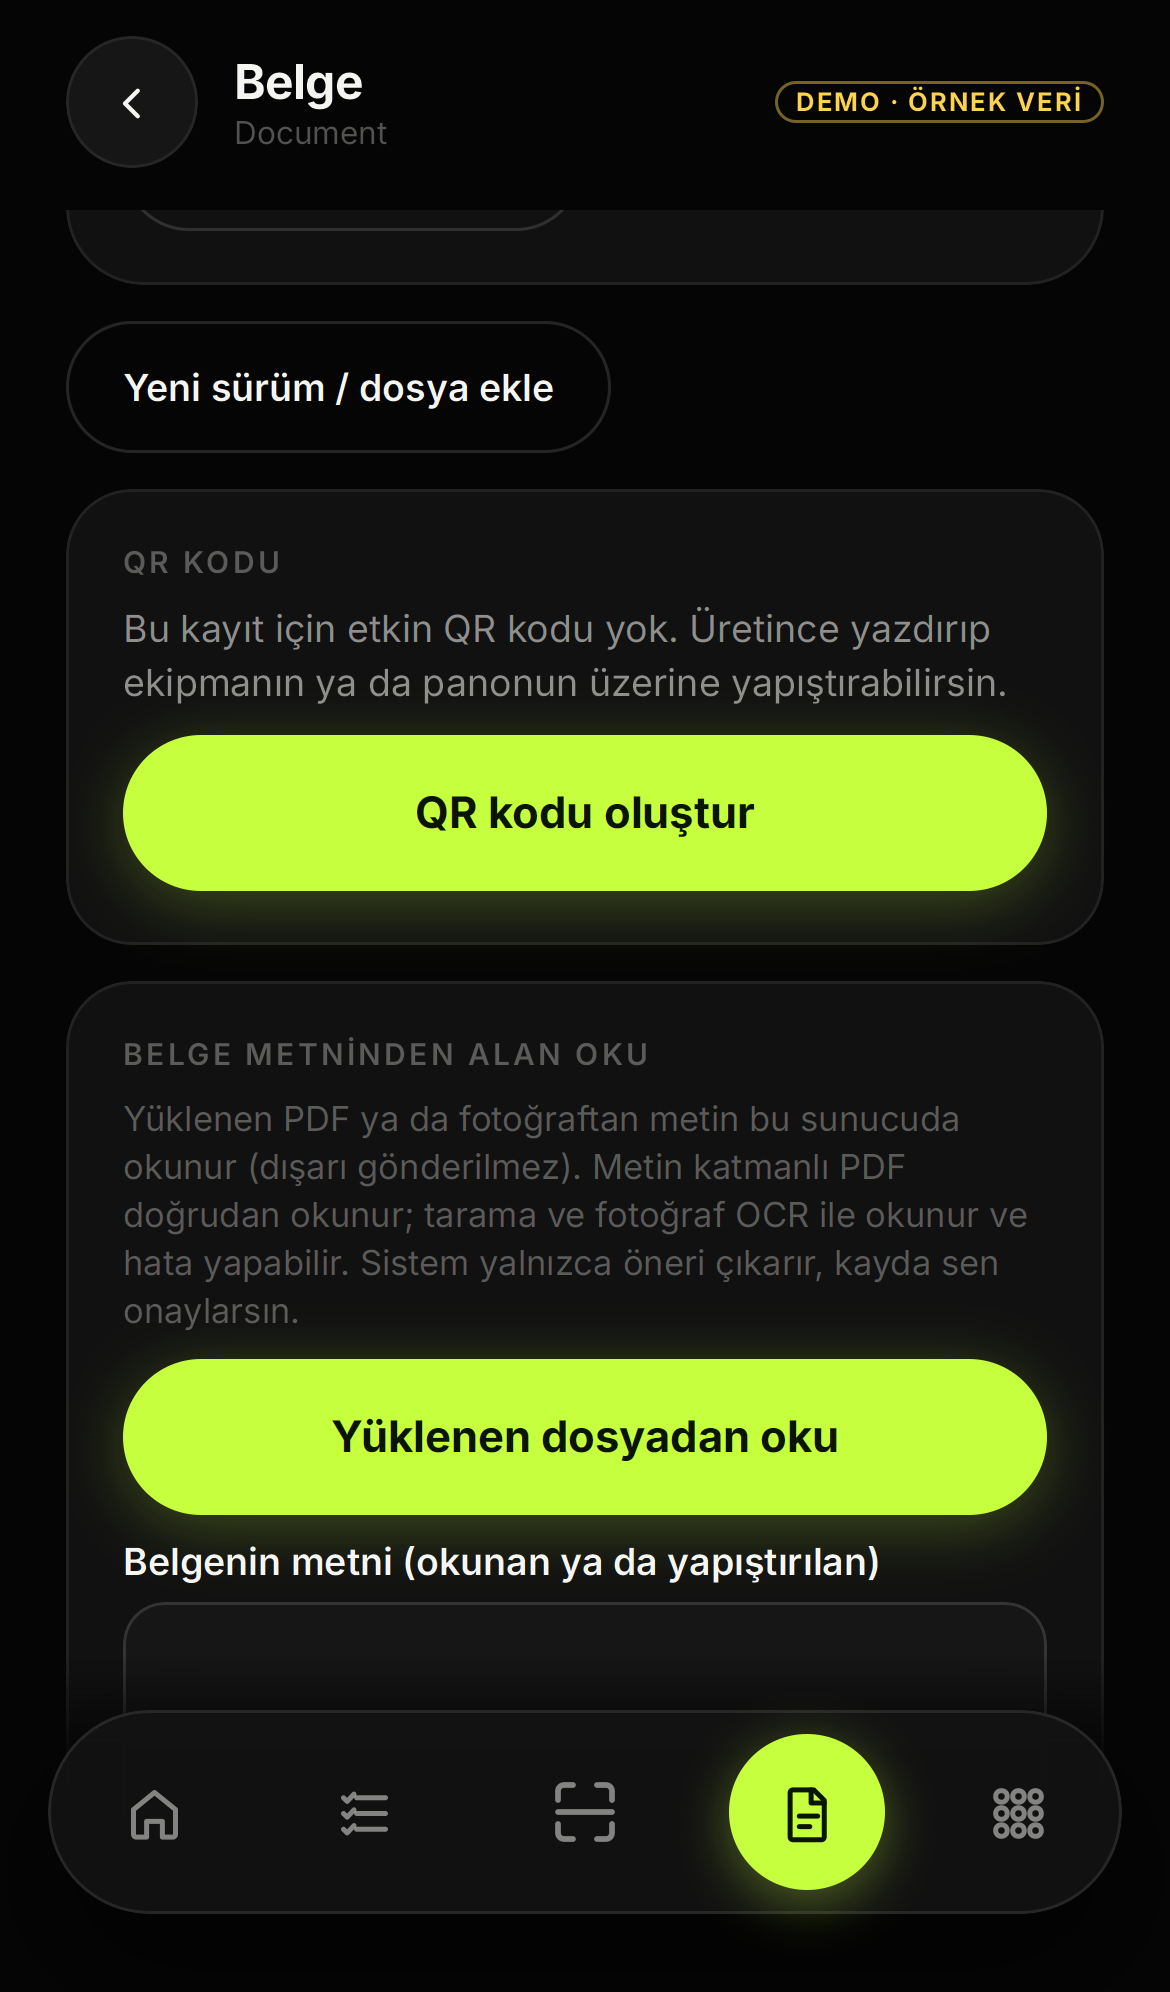 Belge
Document
DEMO · ÖRNEK VERİ
Yeni sürüm / dosya ekle
QR KODU
Bu kayıt için etkin QR kodu yok. Üretince yazdırıp
ekipmanın ya da panonun üzerine yapıştırabilirsin.
QR kodu oluştur
BELGE METNİNDEN ALAN OKU
Yüklenen PDF ya da fotoğraftan metin bu sunucuda
okunur (dışarı gönderilmez). Metin katmanlı PDF
doğrudan okunur; tarama ve fotoğraf OCR ile okunur ve
hata yapabilir. Sistem yalnızca öneri çıkarır, kayda sen
onaylarsın.
Yüklenen dosyadan oku
Belgenin metni (okunan ya da yapıştırılan)